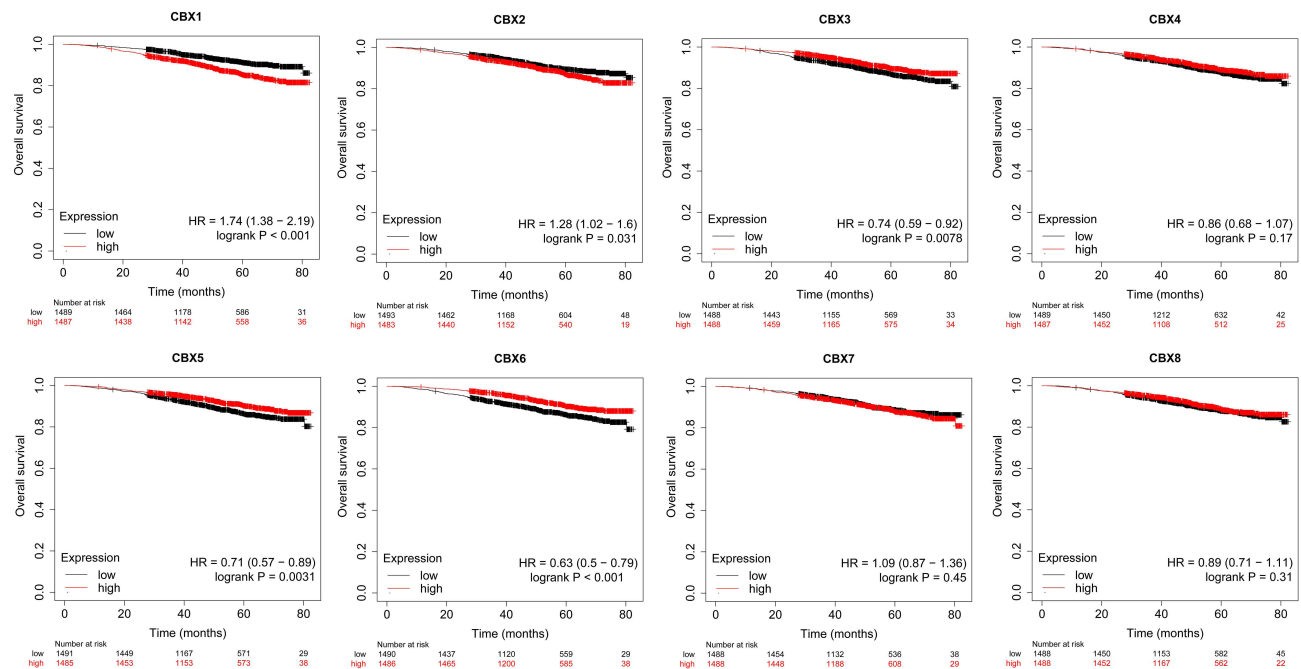 CBX1
Overall survival
1.0
0.8
0.6
0.4
0.2
0.0
Expression
low
high
HR = 1.74 (1.38 − 2.19)
logrank P < 0.001
0 20 40 60 80
Time (months)
Number at risk
low 1489 1464 1178 586 31
high 1487 1438 1142 558 36
CBX2
Overall survival
1.0
0.8
0.6
0.4
0.2
0.0
Expression
low
high
HR = 1.28 (1.02 − 1.6)
logrank P = 0.031
0 20 40 60 80
Time (months)
Number at risk
low 1493 1462 1168 604 48
high 1483 1440 1152 540 19
CBX3
Overall survival
1.0
0.8
0.6
0.4
0.2
0.0
Expression
low
high
HR = 0.74 (0.59 − 0.92)
logrank P = 0.0078
0 20 40 60 80
Time (months)
Number at risk
low 1488 1443 1155 569 33
high 1488 1459 1165 575 34
CBX4
Overall survival
1.0
0.8
0.6
0.4
0.2
0.0
Expression
low
high
HR = 0.86 (0.68 − 1.07)
logrank P = 0.17
0 20 40 60 80
Time (months)
Number at risk
low 1489 1450 1212 632 42
high 1487 1452 1108 512 25
CBX5
Overall survival
1.0
0.8
0.6
0.4
0.2
0.0
Expression
low
high
HR = 0.71 (0.57 − 0.89)
logrank P = 0.0031
0 20 40 60 80
Time (months)
Number at risk
low 1491 1449 1167 571 29
high 1485 1453 1153 573 38
CBX6
Overall survival
1.0
0.8
0.6
0.4
0.2
0.0
Expression
low
high
HR = 0.63 (0.5 − 0.79)
logrank P < 0.001
0 20 40 60 80
Time (months)
Number at risk
low 1490 1437 1120 559 29
high 1486 1465 1200 585 38
CBX7
Overall survival
1.0
0.8
0.6
0.4
0.2
0.0
Expression
low
high
HR = 1.09 (0.87 − 1.36)
logrank P = 0.45
0 20 40 60 80
Time (months)
Number at risk
low 1488 1454 1132 536 38
high 1488 1448 1188 608 29
CBX8
Overall survival
1.0
0.8
0.6
0.4
0.2
0.0
Expression
low
high
HR = 0.89 (0.71 − 1.11)
logrank P = 0.31
0 20 40 60 80
Time (months)
Number at risk
low 1488 1450 1153 582 45
high 1488 1452 1167 562 22